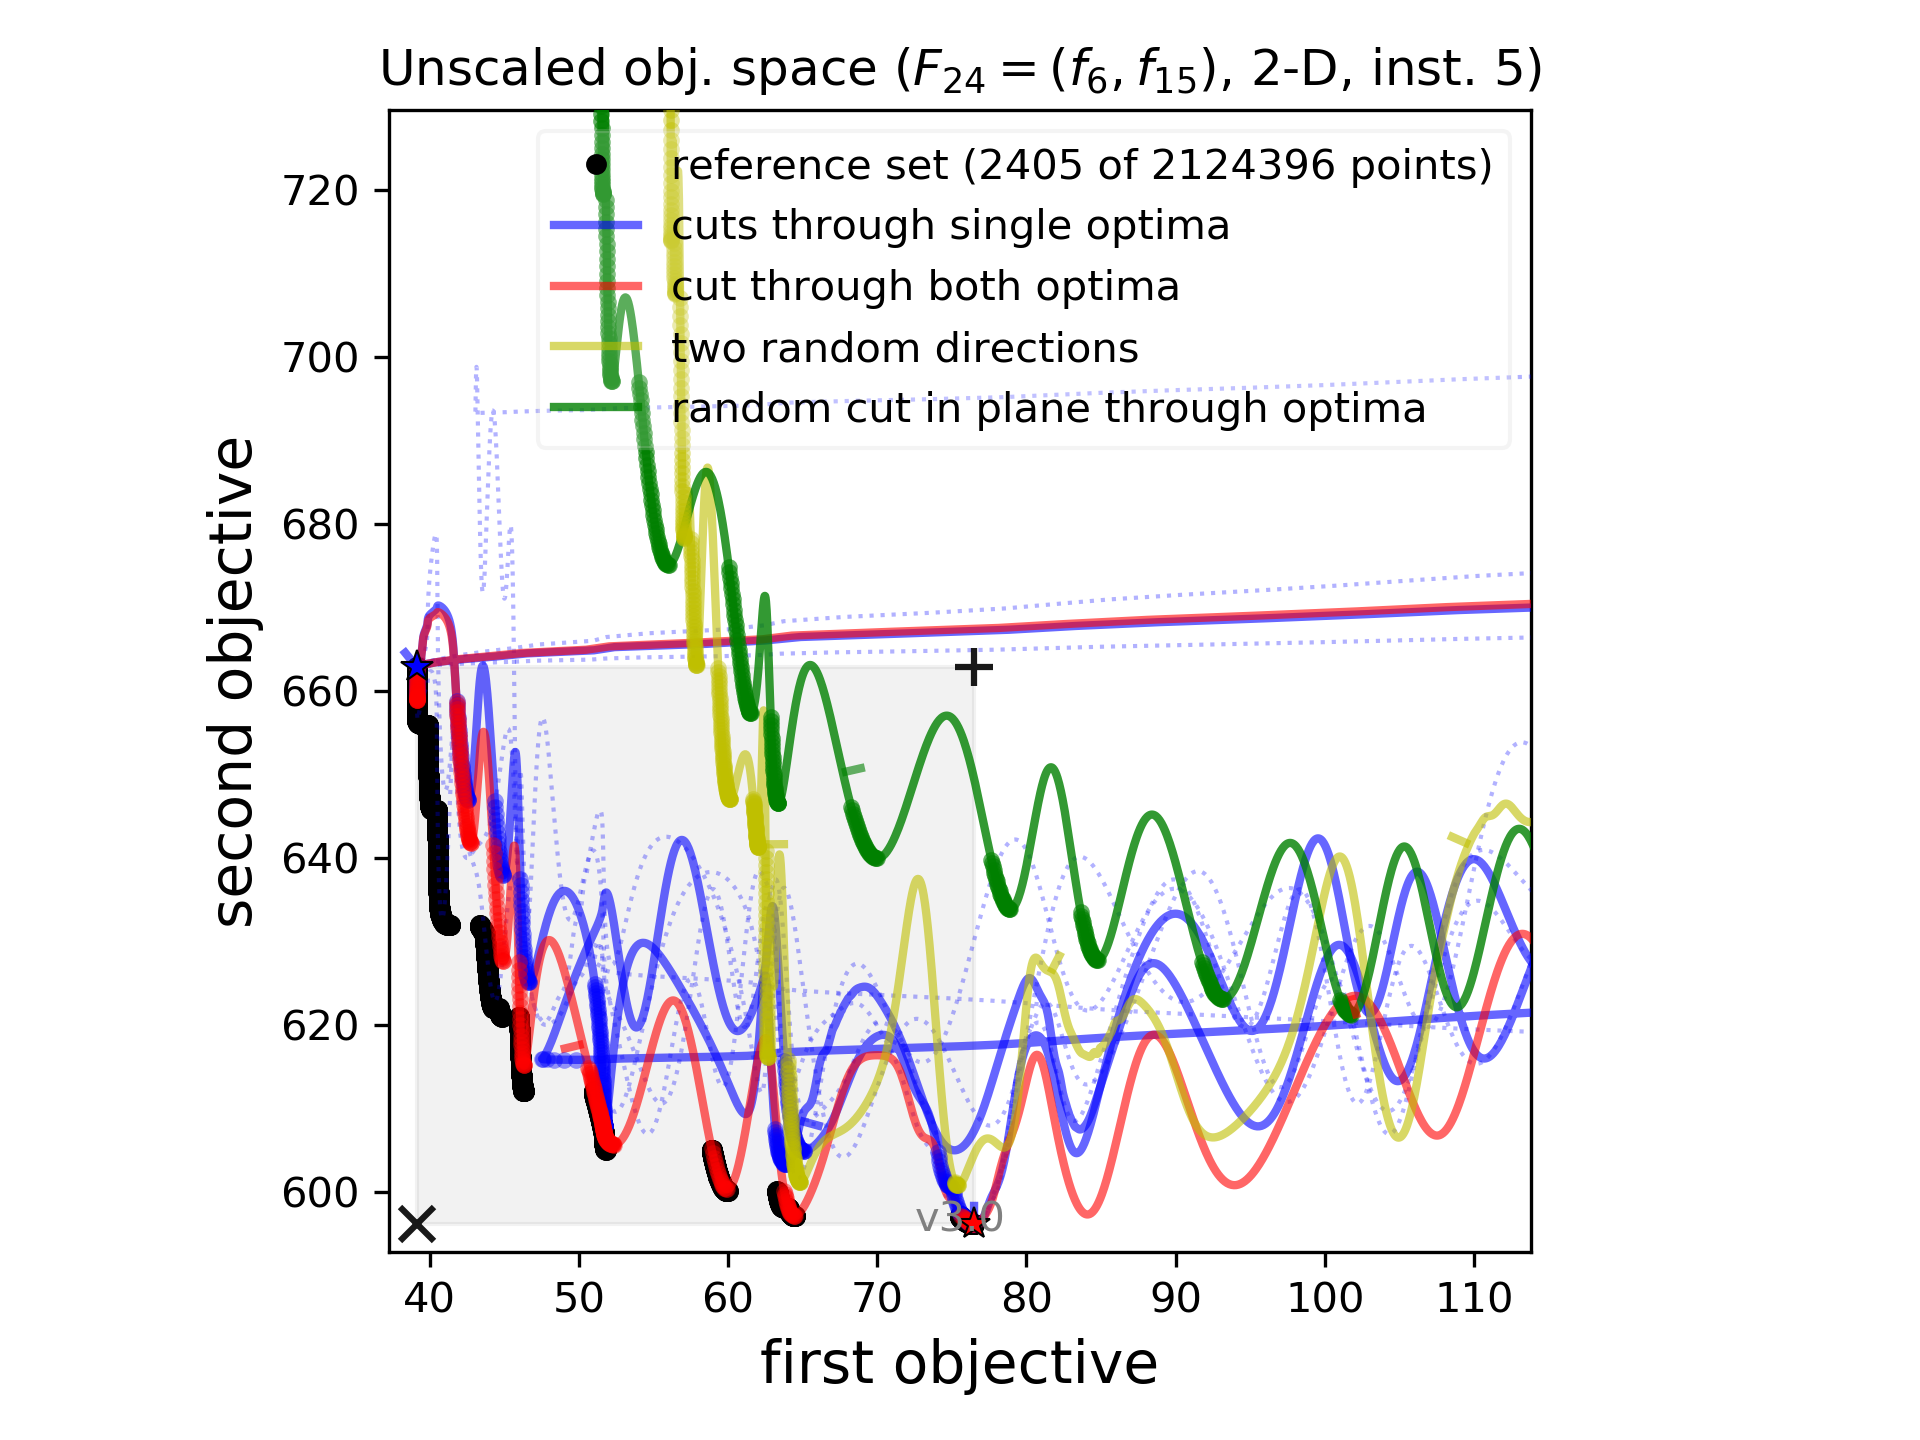 Unscaled obj. space (F24 = (f6, f15), 2-D, inst. 5)
reference set (2405 of 2124396 points)
cuts through single optima
cut through both optima
two random directions
random cut in plane through optima
720
700
680
660
640
620
600
second objective
v3.0
40 50 60 70 80 90 100 110
first objective